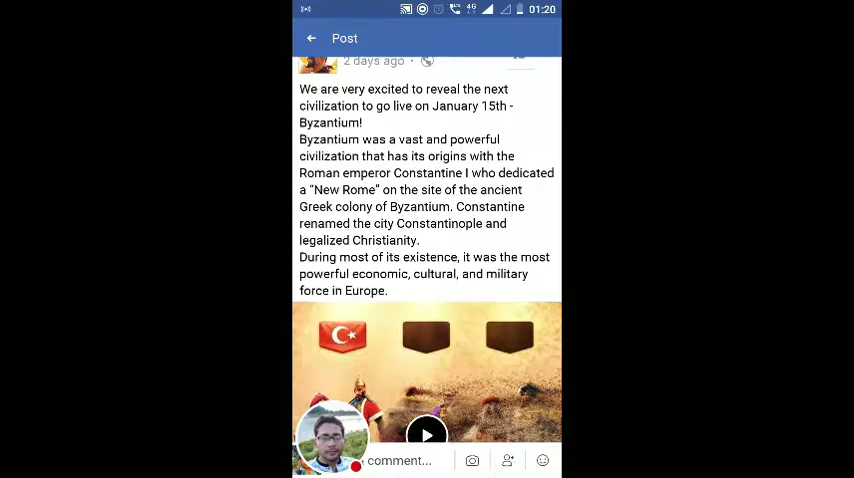 4G
01:20
Post
2 days ago ·
We are very excited to reveal the next
civilization to go live on January 15th -
Byzantium!
Byzantium was a vast and powerful
civilization that has its origins with the
Roman emperor Constantine I who dedicated
a “New Rome” on the site of the ancient
Greek colony of Byzantium. Constantine
renamed the city Constantinople and
legalized Christianity.
During most of its existence, it was the most
powerful economic, cultural, and military
force in Europe.
comment...